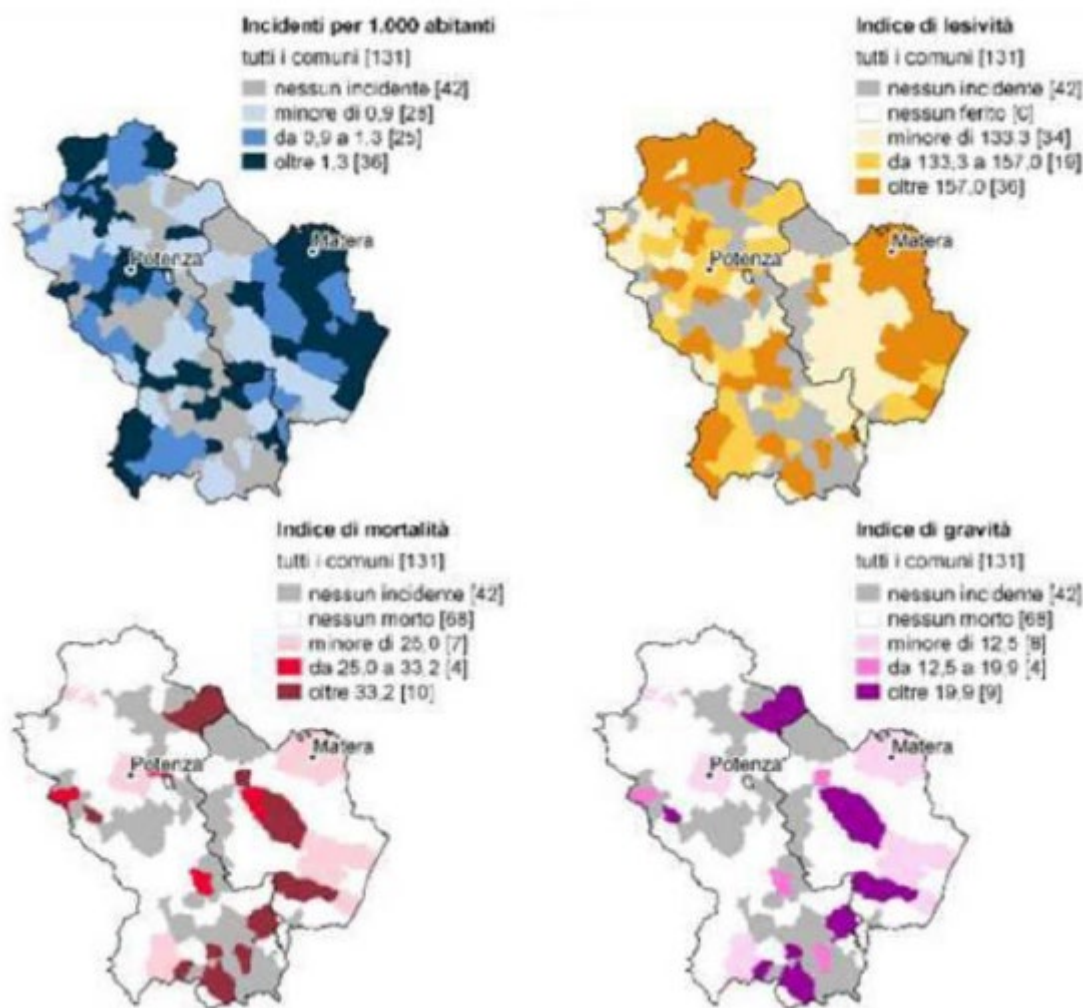 Incidenti per 1.000 abitanti
tutti i comuni [131]
nessun incidente [42]
minore di 0,9 [28]
da 0,9 a 1,3 [25]
oltre 1,3 [36]
Matera
Potenza
Indice di lesività
tutti i comuni [131]
nessun incidente [42]
nessun ferito [0]
minore di 133,3 [34]
da 133,3 a 157,0 [19]
oltre 157,0 [36]
Matera
Potenza
Indice di mortalità
tutti i comuni [131]
nessun incidente [42]
nessun morto [68]
minore di 25,0 [7]
da 25,0 a 33,2 [4]
oltre 33,2 [10]
Matera
Potenza
Indice di gravità
tutti i comuni [131]
nessun incidente [42]
nessun morto [68]
minore di 12,5 [8]
da 12,5 a 19,9 [4]
oltre 19,9 [9]
Matera
Potenza